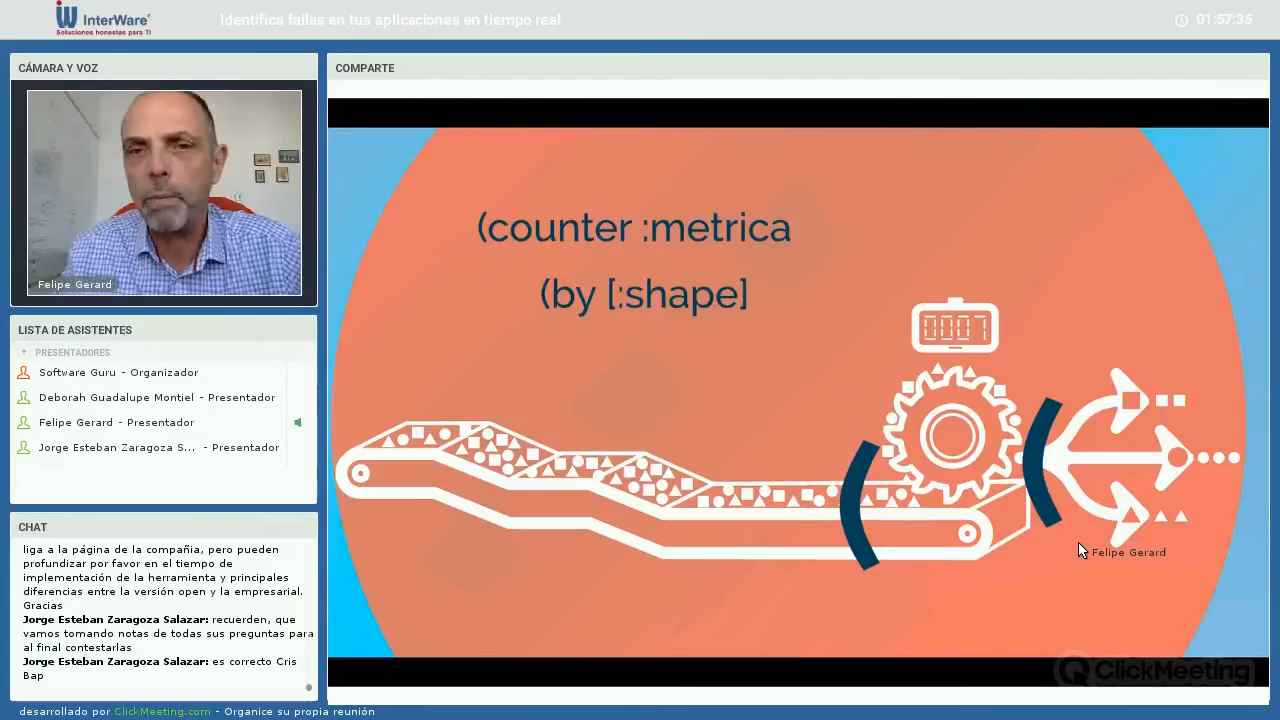 InterWare®
Soluciones honestas para TI
Identifica fallas en tus aplicaciones en tiempo real
01:57:35
CÁMARA Y VOZ
Felipe Gerard
LISTA DE ASISTENTES
PRESENTADORES
Software Guru - Organizador
Deborah Guadalupe Montiel - Presentador
Felipe Gerard - Presentador
Jorge Esteban Zaragoza S... - Presentador
CHAT
liga a la página de la compañia, pero pueden
profundizar por favor en el tiempo de
implementación de la herramienta y principales
diferencias entre la versión open y la empresarial.
Gracias
Jorge Esteban Zaragoza Salazar: recuerden, que
vamos tomando notas de todas sus preguntas para
al final contestarlas
Jorge Esteban Zaragoza Salazar: es correcto Cris
Bap
COMPARTE
(counter :metrica
(by [:shape]
Felipe Gerard
ClickMeeting
desarrollado por ClickMeeting.com - Organice su propia reunión